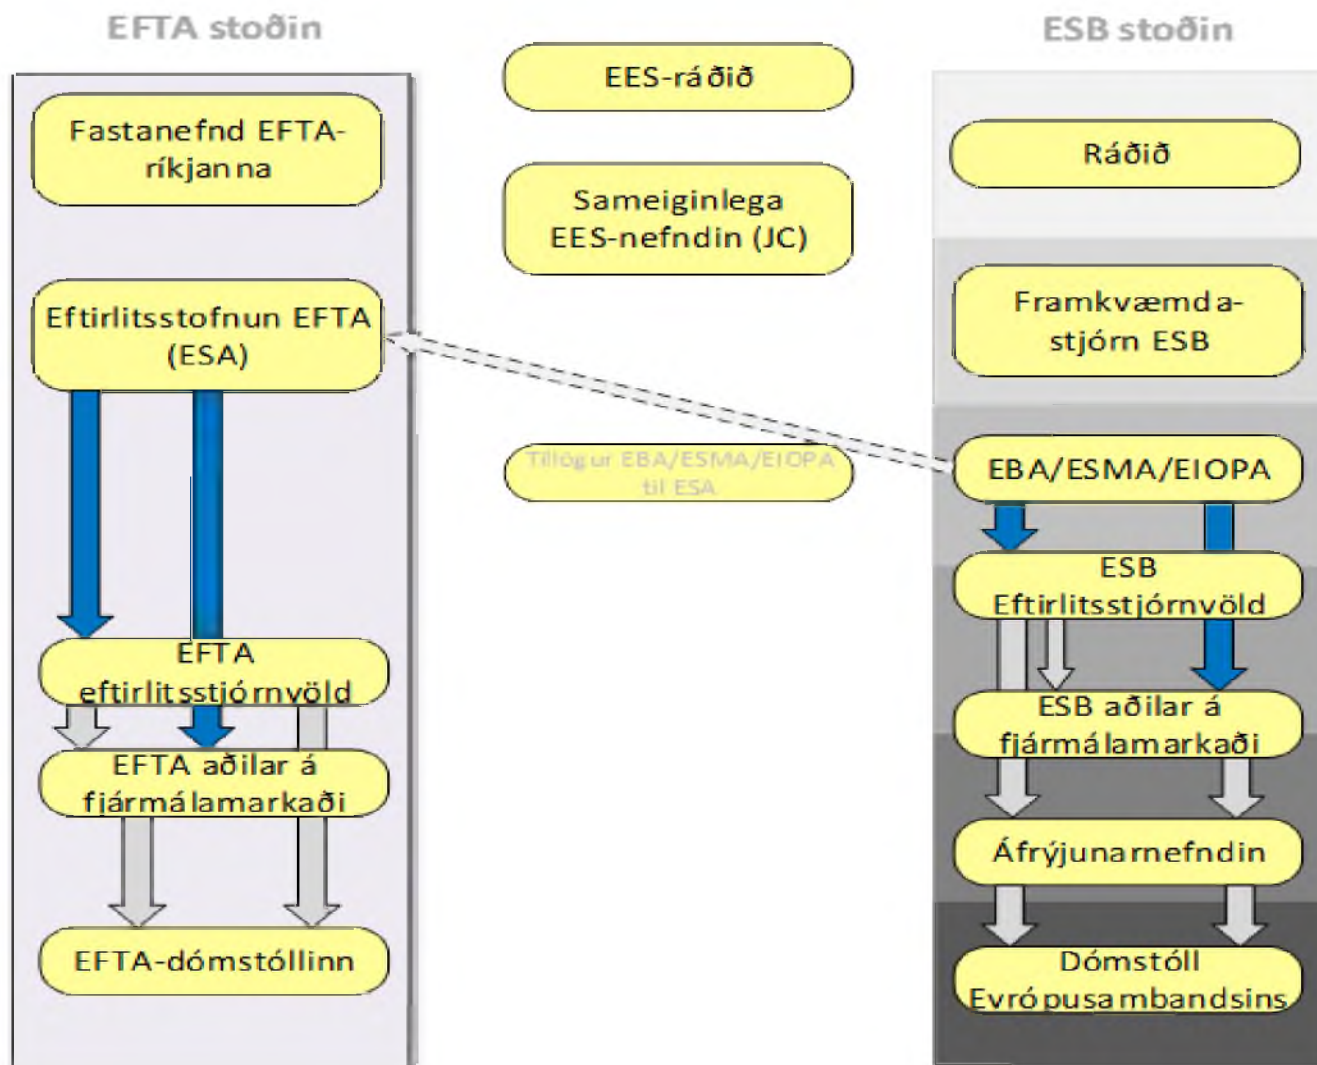 EFTA stoðin
Fastanefnd EFTA-
ríkjanna
Eftirlitsstofnun EFTA
(ESA)
EFTA
eftirlitsstjórnvöld
EFTA aðilar á
fjármálamarkaði
EFTA-dómstóllinn
EES-ráðið
Sameiginlega
EES-nefndin (JC)
Tillögur EBA/ESMA/EIOPA
til ESA
ESB stoðin
Ráðið
Framkvæmda-
stjórn ESB
EBA/ESMA/EIOPA
ESB
Eftirlitsstjórnvöld
ESB aðilar á
fjármálamarkaði
Áfrýjunarnefndin
Dómstóll
Evrópusambandsins